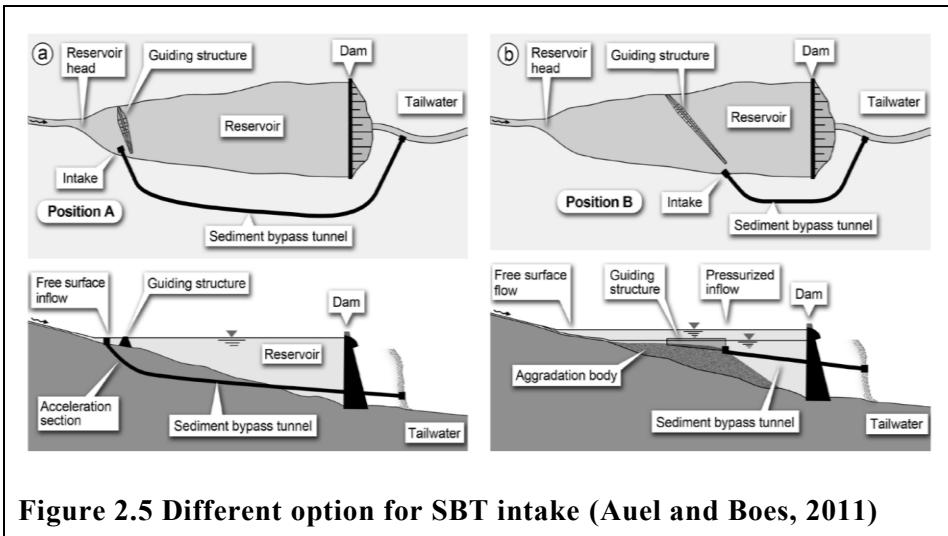 a
Reservoir
head
Guiding structure
Dam
Tailwater
Reservoir
Intake
Position A
Sediment bypass tunnel
Free surface
inflow
Guiding structure
Dam
Reservoir
Acceleration
section
Sediment bypass tunnel
Tailwater
b
Reservoir
head
Guiding structure
Dam
Tailwater
Reservoir
Position B
Intake
Sediment bypass tunnel
Free surface
flow
Guiding
structure
Pressurized
inflow
Dam
Aggradation body
Sediment bypass
tunnel
Tailwater
Figure 2.5 Different option for SBT intake (Auel and Boes, 2011)